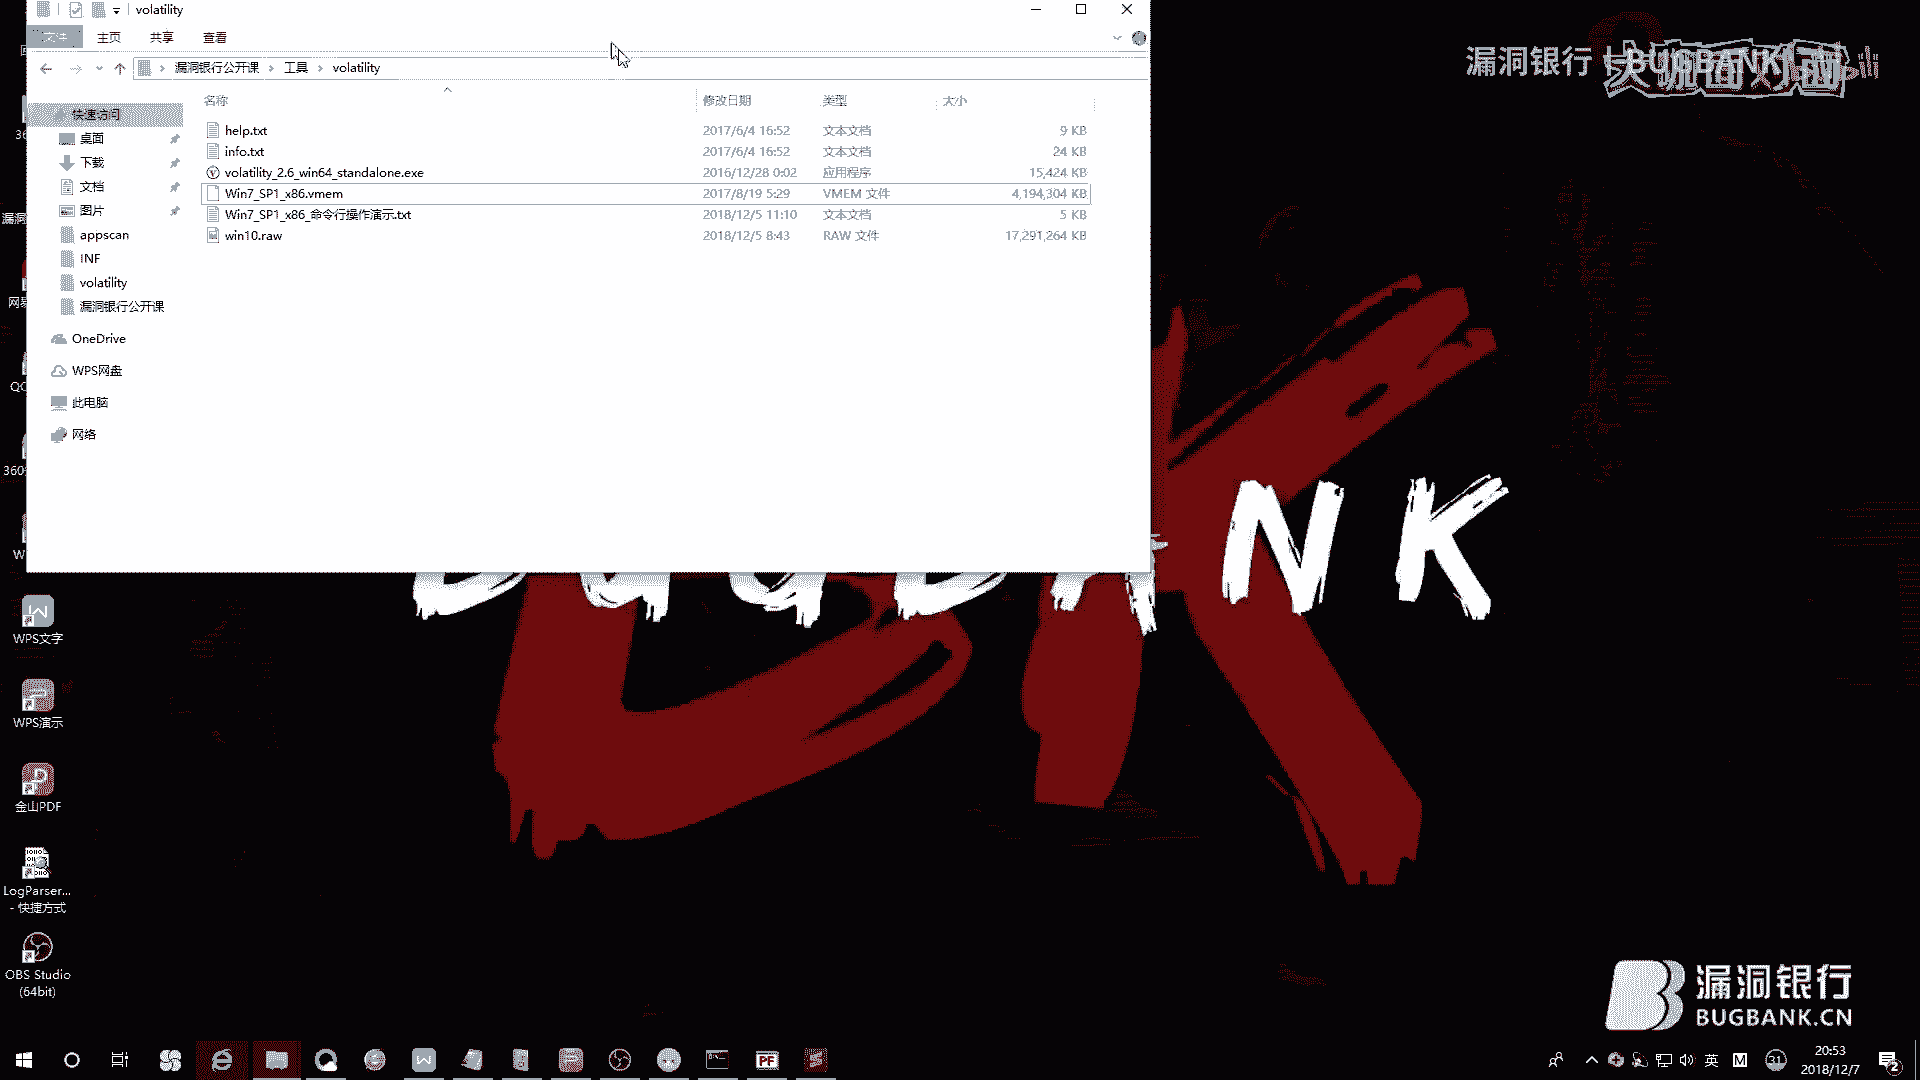 volatility
文件 主页 共享 查看
漏洞银行公开课 工具 volatility
漏洞银行 | BUGBANK
名称 修改日期 类型 大小
快速访问
桌面
下载
文档
图片
appscan
INF
volatility
漏洞银行公开课
OneDrive
WPS网盘
此电脑
网络
help.txt 2017/6/4 16:52 文本文档 9 KB
info.txt 2017/6/4 16:52 文本文档 24 KB
volatility_2.6_win64_standalone.exe 2016/12/28 0:02 应用程序 15,424 KB
Win7_SP1_x86.vmem 2017/8/19 5:29 VMEM 文件 4,194,304 KB
Win7_SP1_x86_命令行操作演示.txt 2018/12/5 11:10 文本文档 5 KB
win10.raw 2018/12/5 8:43 RAW 文件 17,291,264 KB
N K
WPS文字
WPS演示
金山PDF
LogParser...
- 快捷方式
OBS Studio
(64bit)
漏洞银行
BUGBANK.CN
PF
英 M 31
20:53
2018/12/7
2